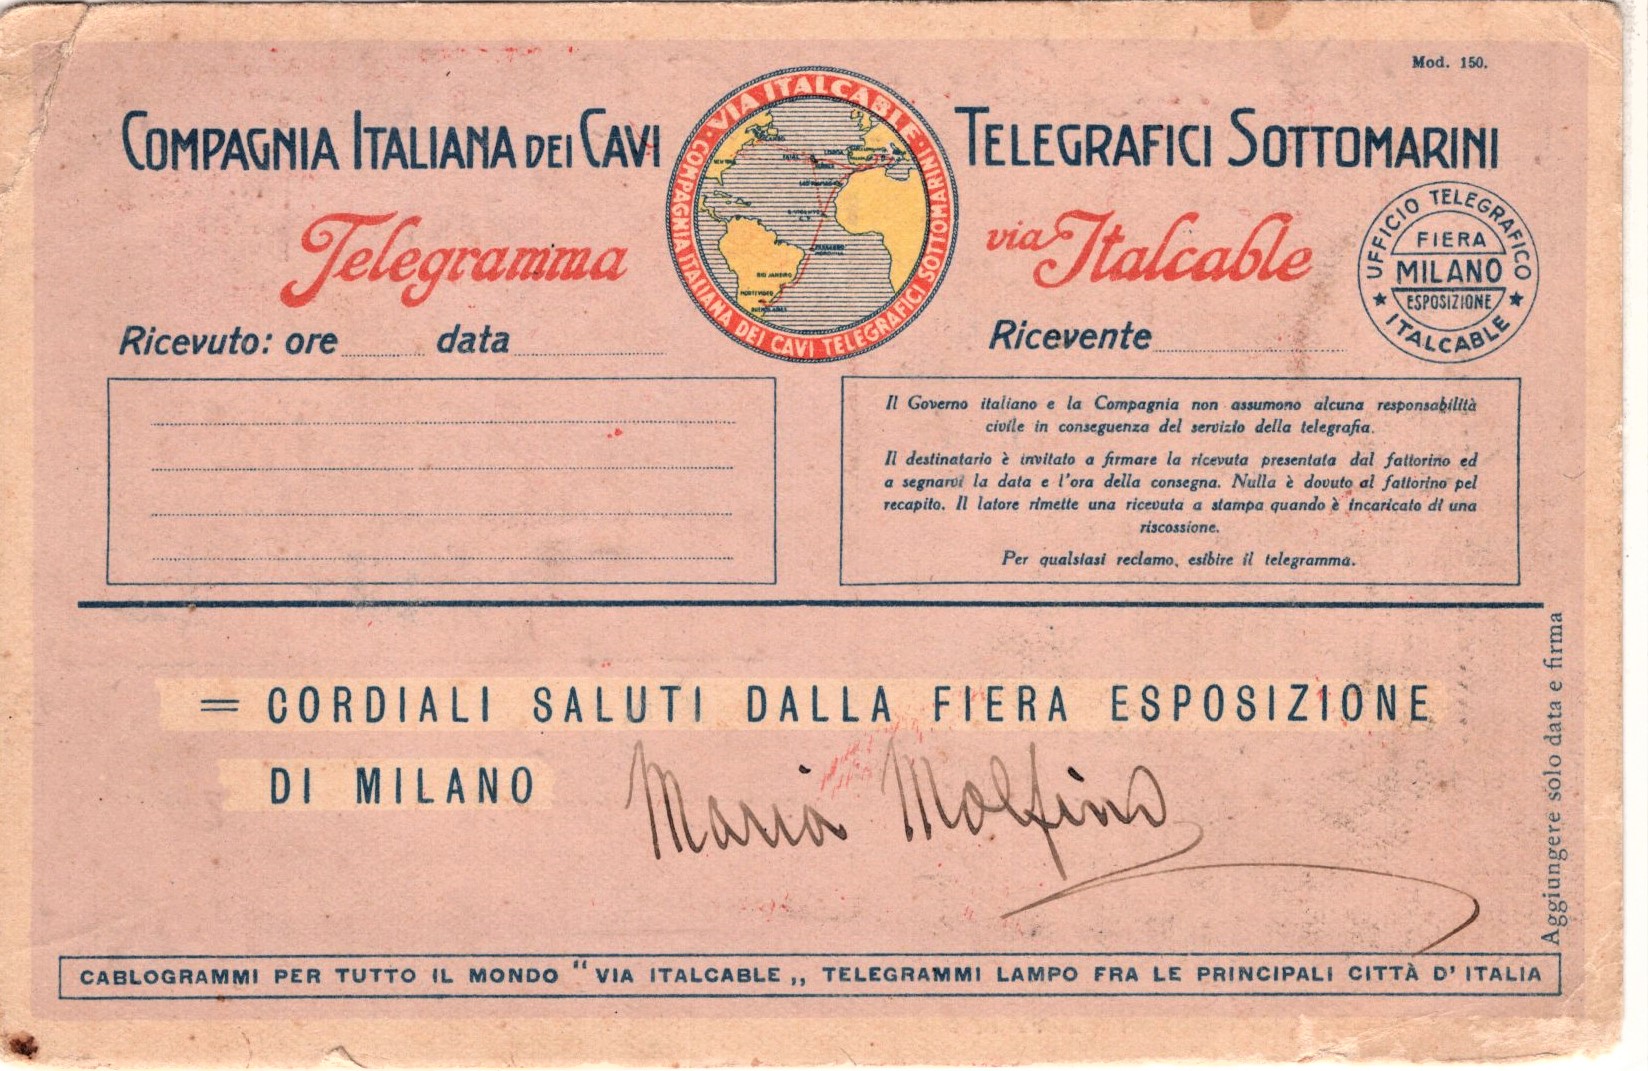 Mod. 150.
COMPAGNIA ITALIANA DEI CAVI TELEGRAFICI SOTTOMARINI
· VIA ITALCABLE · COMPAGNIA ITALIANA DEI CAVI TELEGRAFICI SOTTOMARINI
Telegramma via Italcable
UFFICIO TELEGRAFICO
FIERA
MILANO
ESPOSIZIONE
★ ITALCABLE ★
RIO JANEIRO
MONTEVIDEO
BUENOS AIRES
Ricevuto: ore data Ricevente
Il Governo italiano e la Compagnia non assumono alcuna responsabilità
civile in conseguenza del servizio della telegrafia.
Il destinatario è invitato a firmare la ricevuta presentata dal fattorino ed
a segnarvi la data e l'ora della consegna. Nulla è dovuto al fattorino pel
recapito. Il latore rimette una ricevuta a stampa quando è incaricato di una
riscossione.
Per qualsiasi reclamo, esibire il telegramma.
= CORDIALI SALUTI DALLA FIERA ESPOSIZIONE
DI MILANO
Maria Molfino
Aggiungere solo data e firma
CABLOGRAMMI PER TUTTO IL MONDO "VIA ITALCABLE„ TELEGRAMMI LAMPO FRA LE PRINCIPALI CITTÀ D'ITALIA